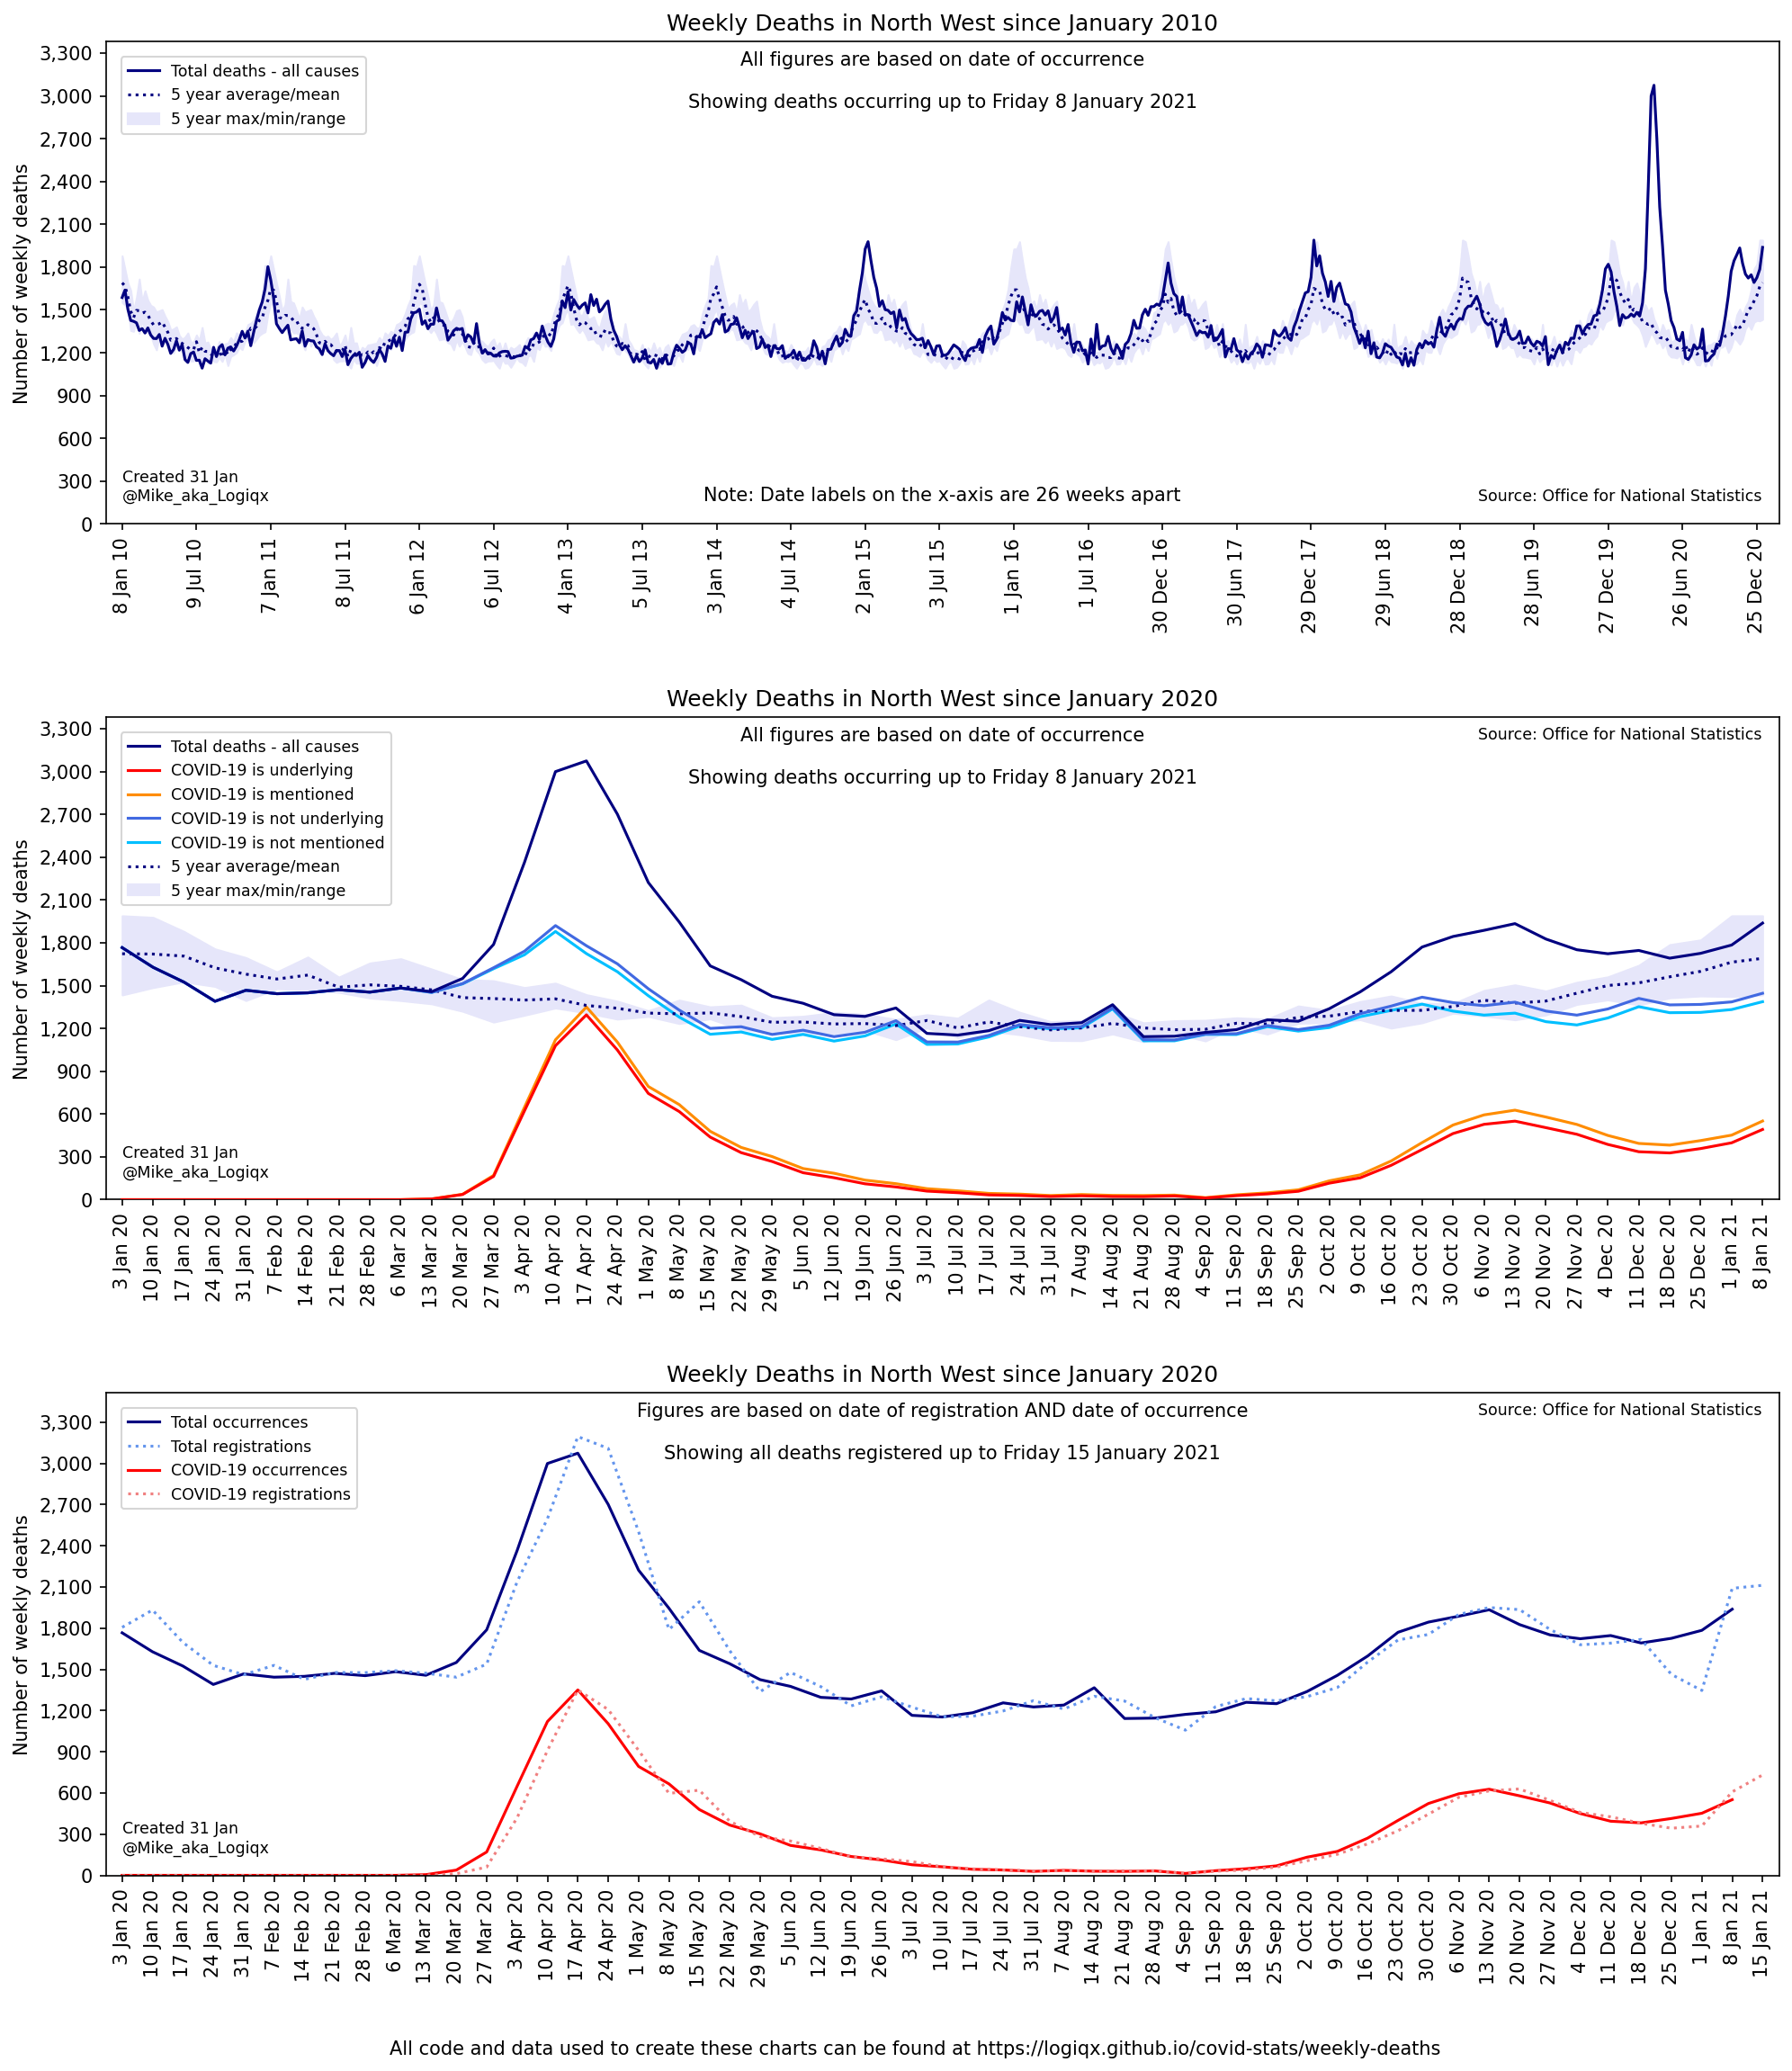 Weekly Deaths in North West since January 2010
All figures are based on date of occurrence
Showing deaths occurring up to Friday 8 January 2021
Total deaths - all causes
5 year average/mean
5 year max/min/range
Number of weekly deaths
3,300
3,000
2,700
2,400
2,100
1,800
1,500
1,200
900
600
300
0
Created 31 Jan
@Mike_aka_Logiqx
Note: Date labels on the x-axis are 26 weeks apart
Source: Office for National Statistics
8 Jan 10
9 Jul 10
7 Jan 11
8 Jul 11
6 Jan 12
6 Jul 12
4 Jan 13
5 Jul 13
3 Jan 14
4 Jul 14
2 Jan 15
3 Jul 15
1 Jan 16
1 Jul 16
30 Dec 16
30 Jun 17
29 Dec 17
29 Jun 18
28 Dec 18
28 Jun 19
27 Dec 19
26 Jun 20
25 Dec 20
Weekly Deaths in North West since January 2020
All figures are based on date of occurrence
Showing deaths occurring up to Friday 8 January 2021
Source: Office for National Statistics
Total deaths - all causes
COVID-19 is underlying
COVID-19 is mentioned
COVID-19 is not underlying
COVID-19 is not mentioned
5 year average/mean
5 year max/min/range
Number of weekly deaths
3,300
3,000
2,700
2,400
2,100
1,800
1,500
1,200
900
600
300
0
Created 31 Jan
@Mike_aka_Logiqx
3 Jan 20
10 Jan 20
17 Jan 20
24 Jan 20
31 Jan 20
7 Feb 20
14 Feb 20
21 Feb 20
28 Feb 20
6 Mar 20
13 Mar 20
20 Mar 20
27 Mar 20
3 Apr 20
10 Apr 20
17 Apr 20
24 Apr 20
1 May 20
8 May 20
15 May 20
22 May 20
29 May 20
5 Jun 20
12 Jun 20
19 Jun 20
26 Jun 20
3 Jul 20
10 Jul 20
17 Jul 20
24 Jul 20
31 Jul 20
7 Aug 20
14 Aug 20
21 Aug 20
28 Aug 20
4 Sep 20
11 Sep 20
18 Sep 20
25 Sep 20
2 Oct 20
9 Oct 20
16 Oct 20
23 Oct 20
30 Oct 20
6 Nov 20
13 Nov 20
20 Nov 20
27 Nov 20
4 Dec 20
11 Dec 20
18 Dec 20
25 Dec 20
1 Jan 21
8 Jan 21
Weekly Deaths in North West since January 2020
Figures are based on date of registration AND date of occurrence
Showing all deaths registered up to Friday 15 January 2021
Source: Office for National Statistics
Total occurrences
Total registrations
COVID-19 occurrences
COVID-19 registrations
Number of weekly deaths
3,300
3,000
2,700
2,400
2,100
1,800
1,500
1,200
900
600
300
0
Created 31 Jan
@Mike_aka_Logiqx
3 Jan 20
10 Jan 20
17 Jan 20
24 Jan 20
31 Jan 20
7 Feb 20
14 Feb 20
21 Feb 20
28 Feb 20
6 Mar 20
13 Mar 20
20 Mar 20
27 Mar 20
3 Apr 20
10 Apr 20
17 Apr 20
24 Apr 20
1 May 20
8 May 20
15 May 20
22 May 20
29 May 20
5 Jun 20
12 Jun 20
19 Jun 20
26 Jun 20
3 Jul 20
10 Jul 20
17 Jul 20
24 Jul 20
31 Jul 20
7 Aug 20
14 Aug 20
21 Aug 20
28 Aug 20
4 Sep 20
11 Sep 20
18 Sep 20
25 Sep 20
2 Oct 20
9 Oct 20
16 Oct 20
23 Oct 20
30 Oct 20
6 Nov 20
13 Nov 20
20 Nov 20
27 Nov 20
4 Dec 20
11 Dec 20
18 Dec 20
25 Dec 20
1 Jan 21
8 Jan 21
15 Jan 21
All code and data used to create these charts can be found at https://logiqx.github.io/covid-stats/weekly-deaths